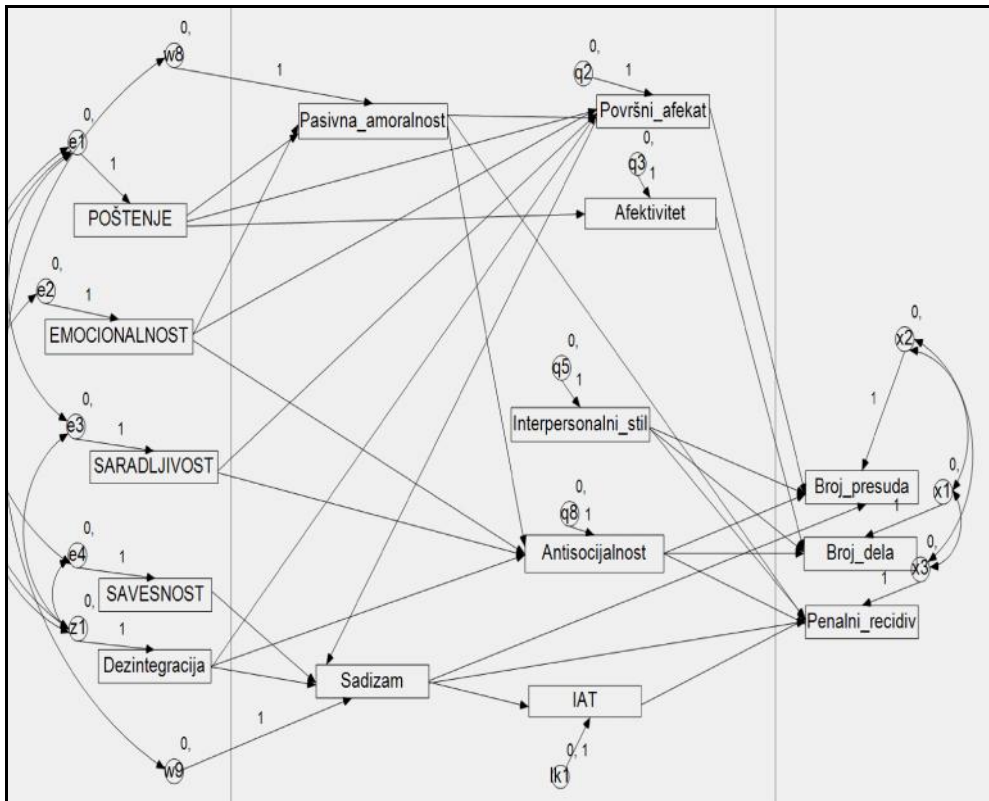 0,
w8
1
0,
q2
1
Površni_afekat
Pasivna_amoralnost
0,
e1
1
0,
q3
1
POŠTENJE
Afektivitet
0,
e2
1
EMOCIONALNOST
0,
x2
1
0,
q5
1
Interpersonalni_stil
0,
e3
1
SARADLJIVOST
Broj_presuda
0,
x1
1
0,
q8
1
Antisocijalnost
Broj_dela
0,
x3
1
0,
e4
1
SAVESNOST
Penalni_recidiv
0,
z1
1
Dezintegracija
Sadizam
IAT
1
0,
w9
0, 1
lk1